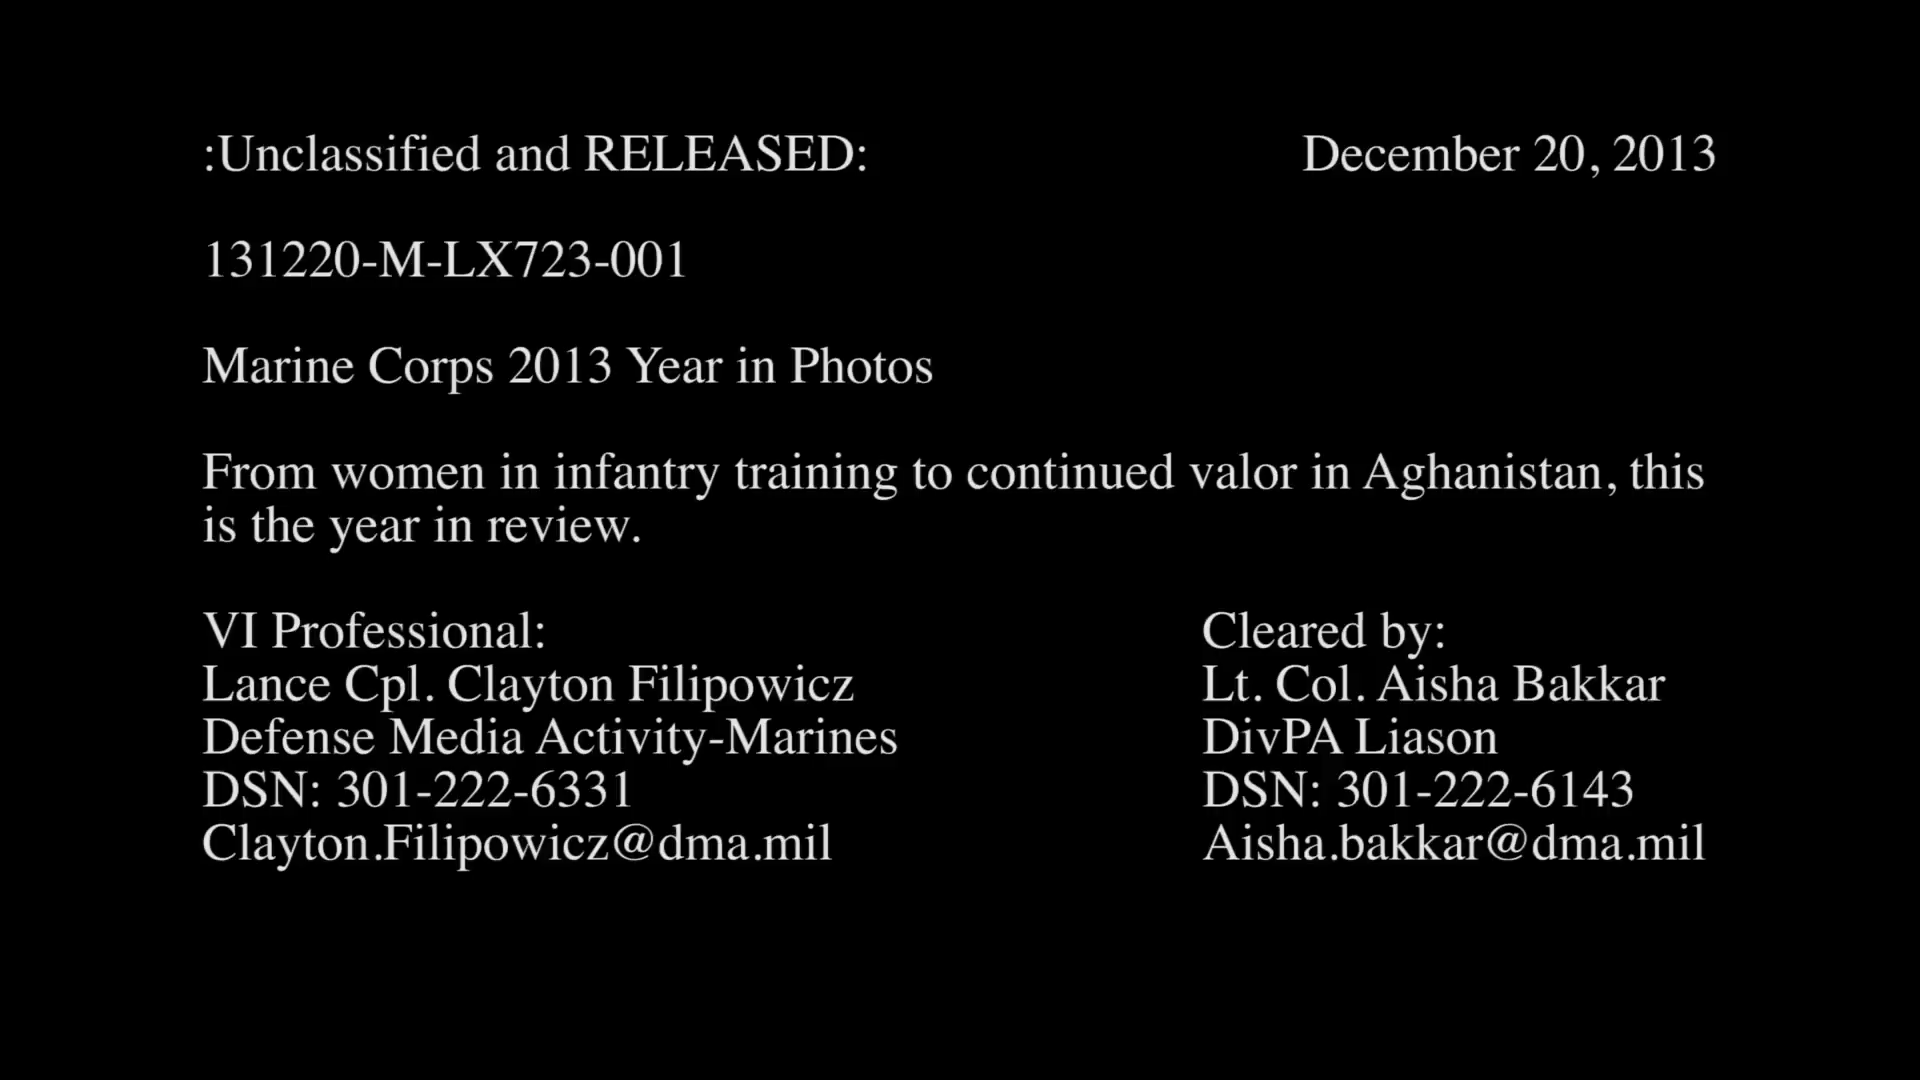 :Unclassified and RELEASED:
December 20, 2013
131220-M-LX723-001
Marine Corps 2013 Year in Photos
From women in infantry training to continued valor in Aghanistan, this
is the year in review.
VI Professional:
Lance Cpl. Clayton Filipowicz
Defense Media Activity-Marines
DSN: 301-222-6331
Clayton.Filipowicz@dma.mil
Cleared by:
Lt. Col. Aisha Bakkar
DivPA Liason
DSN: 301-222-6143
Aisha.bakkar@dma.mil